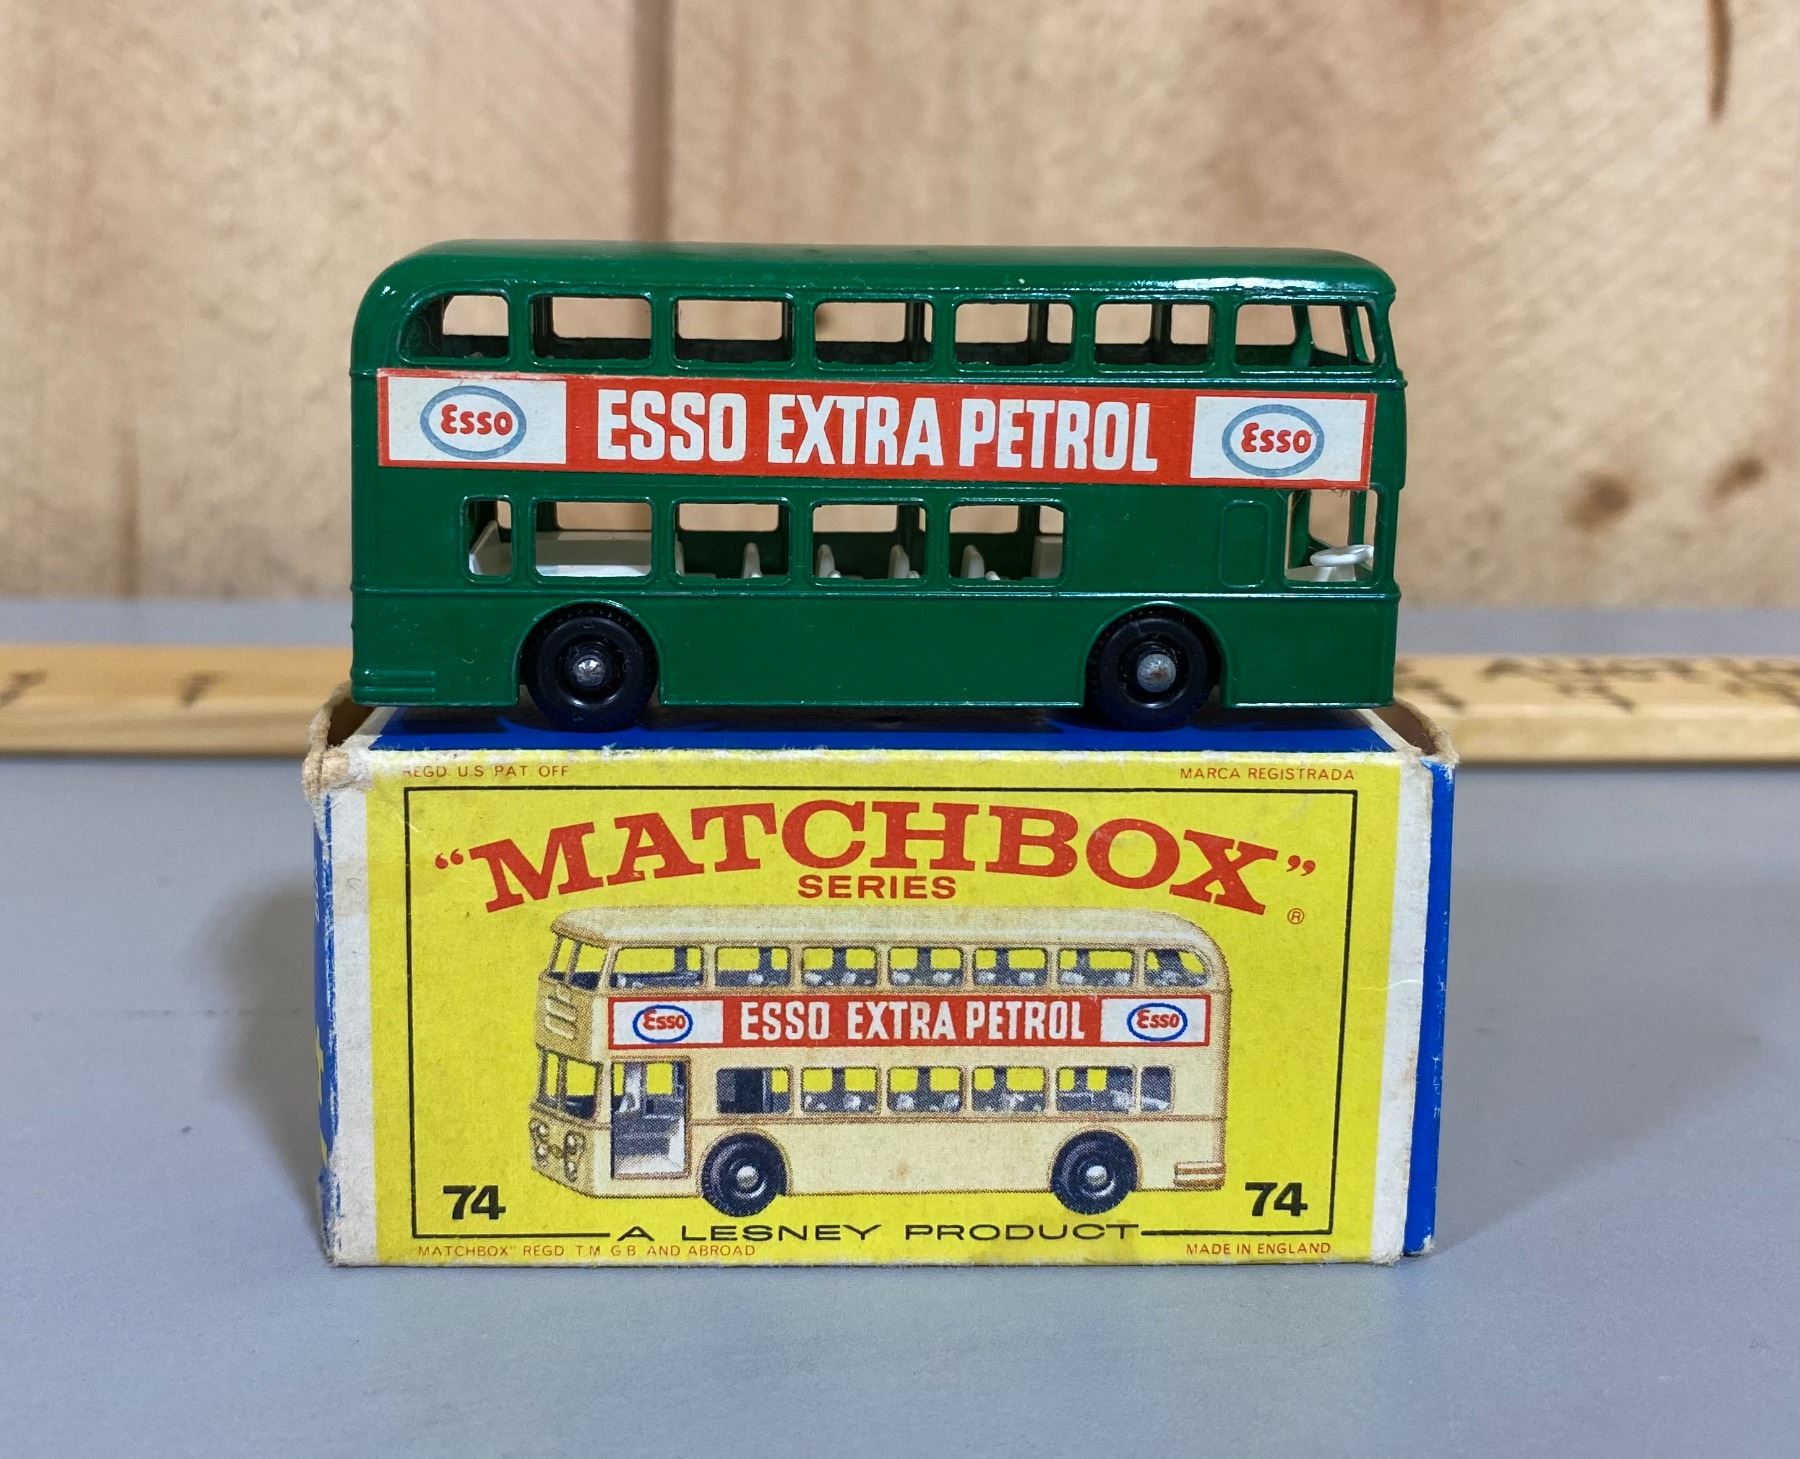 Esso ESSO EXTRA PETROL Esso
REGD U.S PAT. OFF MARCA REGISTRADA
"MATCHBOX"
SERIES ®
Esso ESSO EXTRA PETROL Esso
74 74
A LESNEY PRODUCT
MATCHBOX" REGD T.M G.B AND ABROAD MADE IN ENGLAND